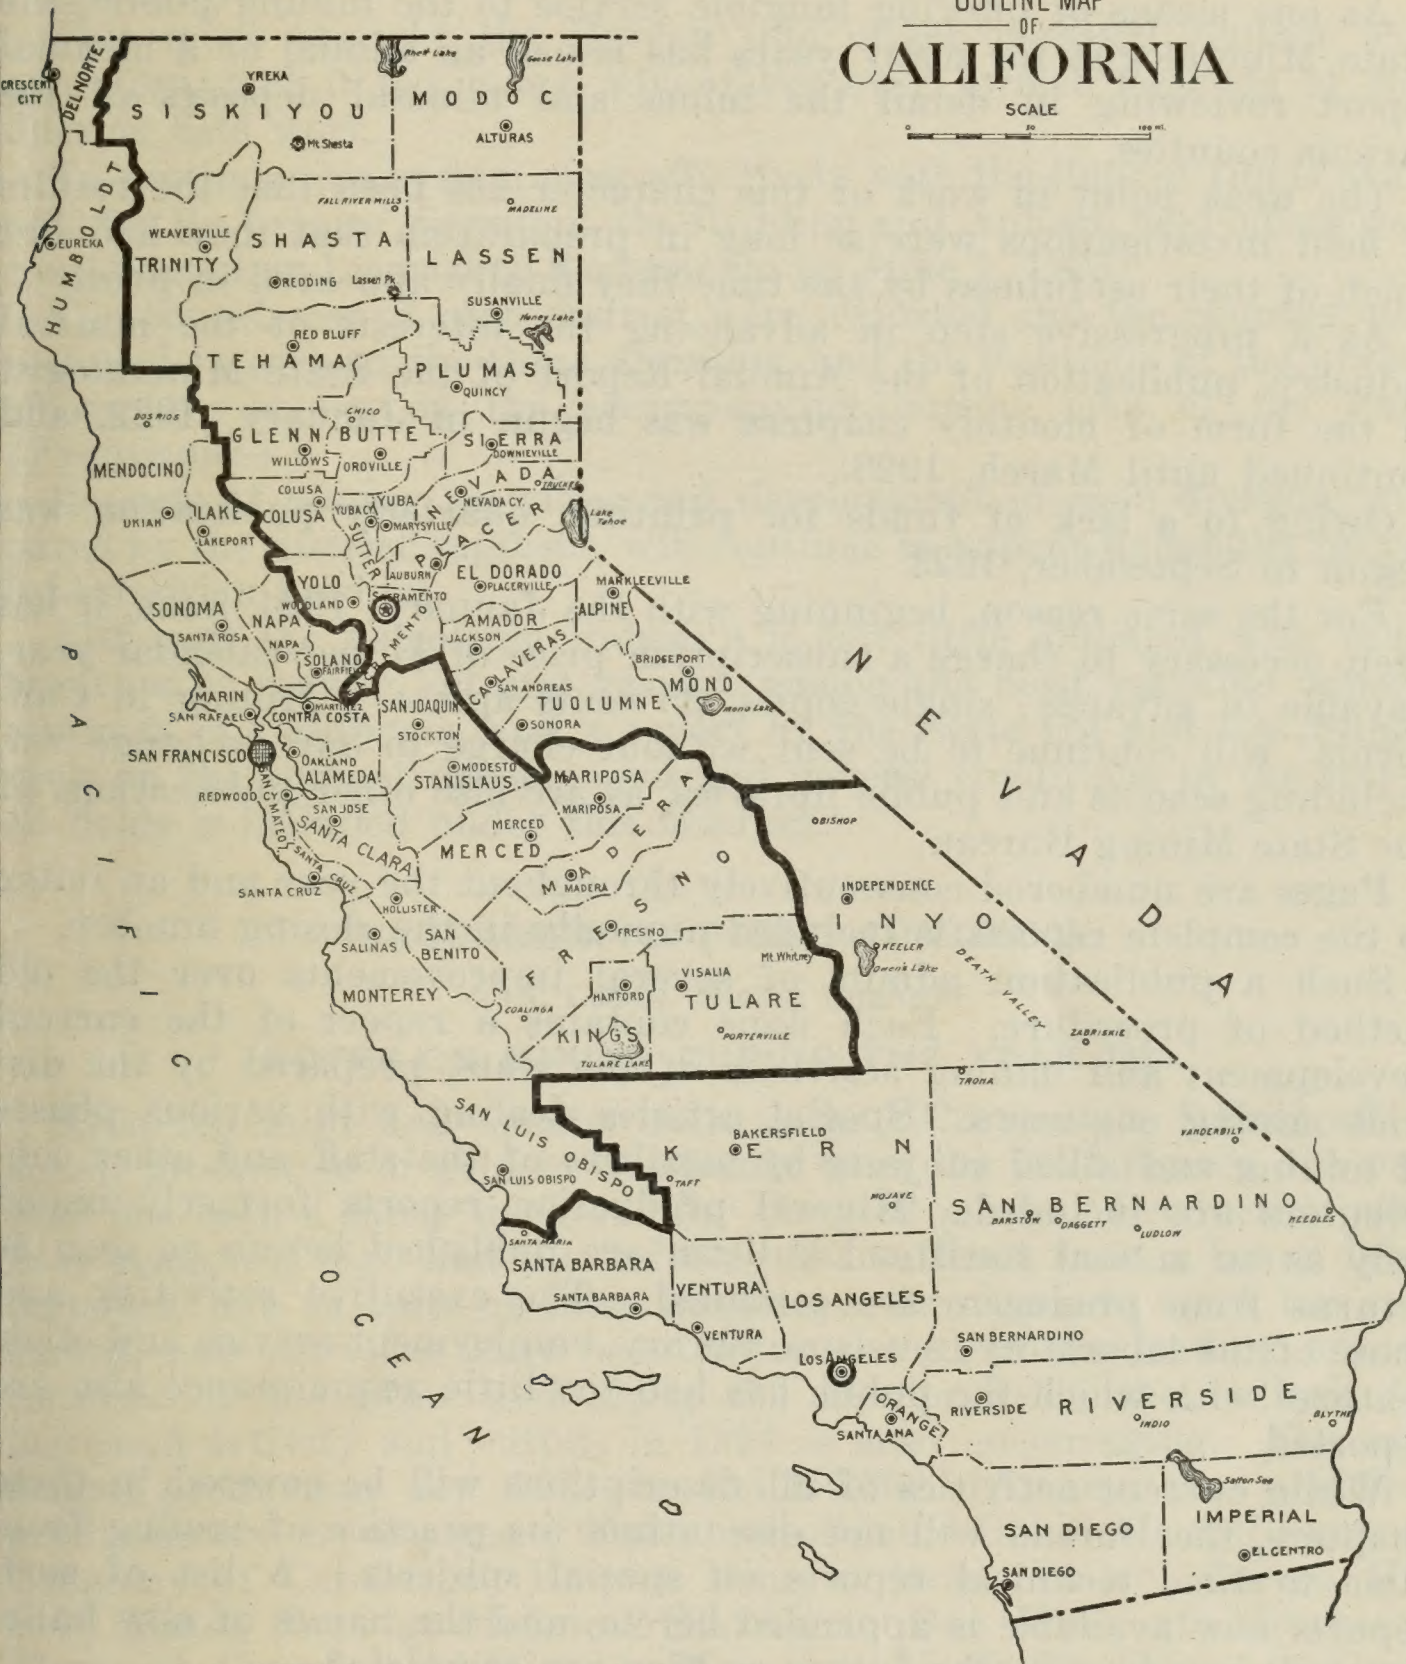 OUTLINE MAP
OF
CALIFORNIA
SCALE
0 50 100 MI.
Rhett Lake
Goose Lake
CRESCENT CITY
DEL NORTE
YREKA
SISKIYOU
Mt Shasta
MODOC
ALTURAS
HUMBOLDT
EUREKA
WEAVERVILLE
TRINITY
FALL RIVER MILLS
SHASTA
REDDING
Lassen Pk
MADELINE
LASSEN
SUSANVILLE
Honey Lake
RED BLUFF
TEHAMA
PLUMAS
QUINCY
DOS RIOS
CHICO
GLENN
BUTTE
WILLOWS
OROVILLE
SIERRA
DOWNIEVILLE
MENDOCINO
UKIAH
LAKE
LAKEPORT
COLUSA
COLUSA
YUBA CY
YUBA
MARYSVILLE
SUTTER
NEVADA
NEVADA CY.
TRUCKEE
PLACER
AUBURN
Lake Tahoe
EL DORADO
PLACERVILLE
MARKLEEVILLE
ALPINE
YOLO
WOODLAND
SACRAMENTO
SACRAMENTO
AMADOR
JACKSON
SONOMA
SANTA ROSA
NAPA
NAPA
SOLANO
FAIRFIELD
CALAVERAS
SAN ANDREAS
TUOLUMNE
SONORA
BRIDGEPORT
MONO
Mono Lake
MARIN
SAN RAFAEL
MARTINEZ
CONTRA COSTA
SAN JOAQUIN
STOCKTON
SAN FRANCISCO
OAKLAND
ALAMEDA
MODESTO
STANISLAUS
MARIPOSA
MARIPOSA
REDWOOD CY
SAN MATEO
SAN JOSE
SANTA CLARA
SANTA CRUZ
SANTA CRUZ
MERCED
MERCED
MADERA
MADERA
BISHOP
HOLLISTER
SAN BENITO
SALINAS
MONTEREY
FRESNO
FRESNO
COALINGA
HANFORD
KINGS
TULARE LAKE
VISALIA
TULARE
PORTERVILLE
Mt. Whitney
INDEPENDENCE
INYO
KEELER
Owen's Lake
DEATH VALLEY
ZABRISKIE
NEVADA
PACIFIC
OCEAN
TRONA
SAN LUIS OBISPO
SAN LUIS OBISPO
BAKERSFIELD
KERN
TAFT
MOJAVE
VANDERBILT
SAN BERNARDINO
BARSTOW
DAGGETT
LUDLOW
NEEDLES
SANTA MARIA
SANTA BARBARA
SANTA BARBARA
VENTURA
VENTURA
LOS ANGELES
LOS ANGELES
SAN BERNARDINO
ORANGE
SANTA ANA
RIVERSIDE
RIVERSIDE
INDIO
BLYTHE
Salton Sea
SAN DIEGO
SAN DIEGO
IMPERIAL
EL CENTRO